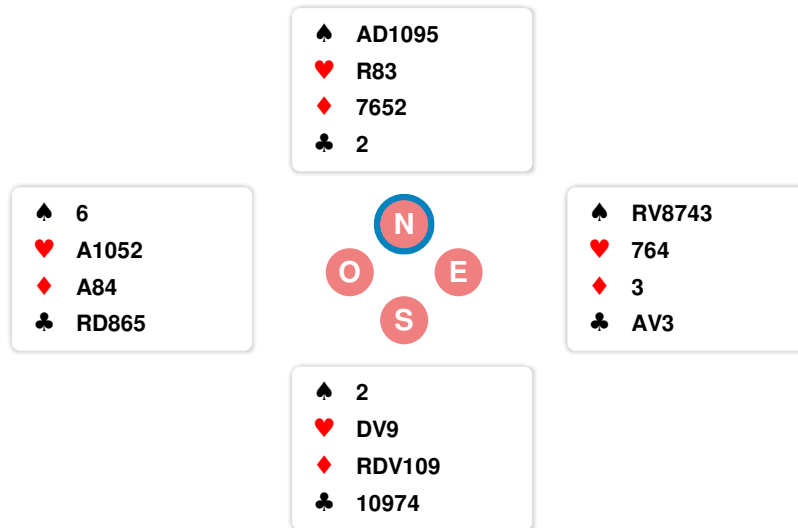 ♠ AD1095
♥ R83
♦ 7652
♣ 2
♠ 6
♥ A1052
♦ A84
♣ RD865
N
O E
S
♠ RV8743
♥ 764
♦ 3
♣ AV3
♠ 2
♥ DV9
♦ RDV109
♣ 10974